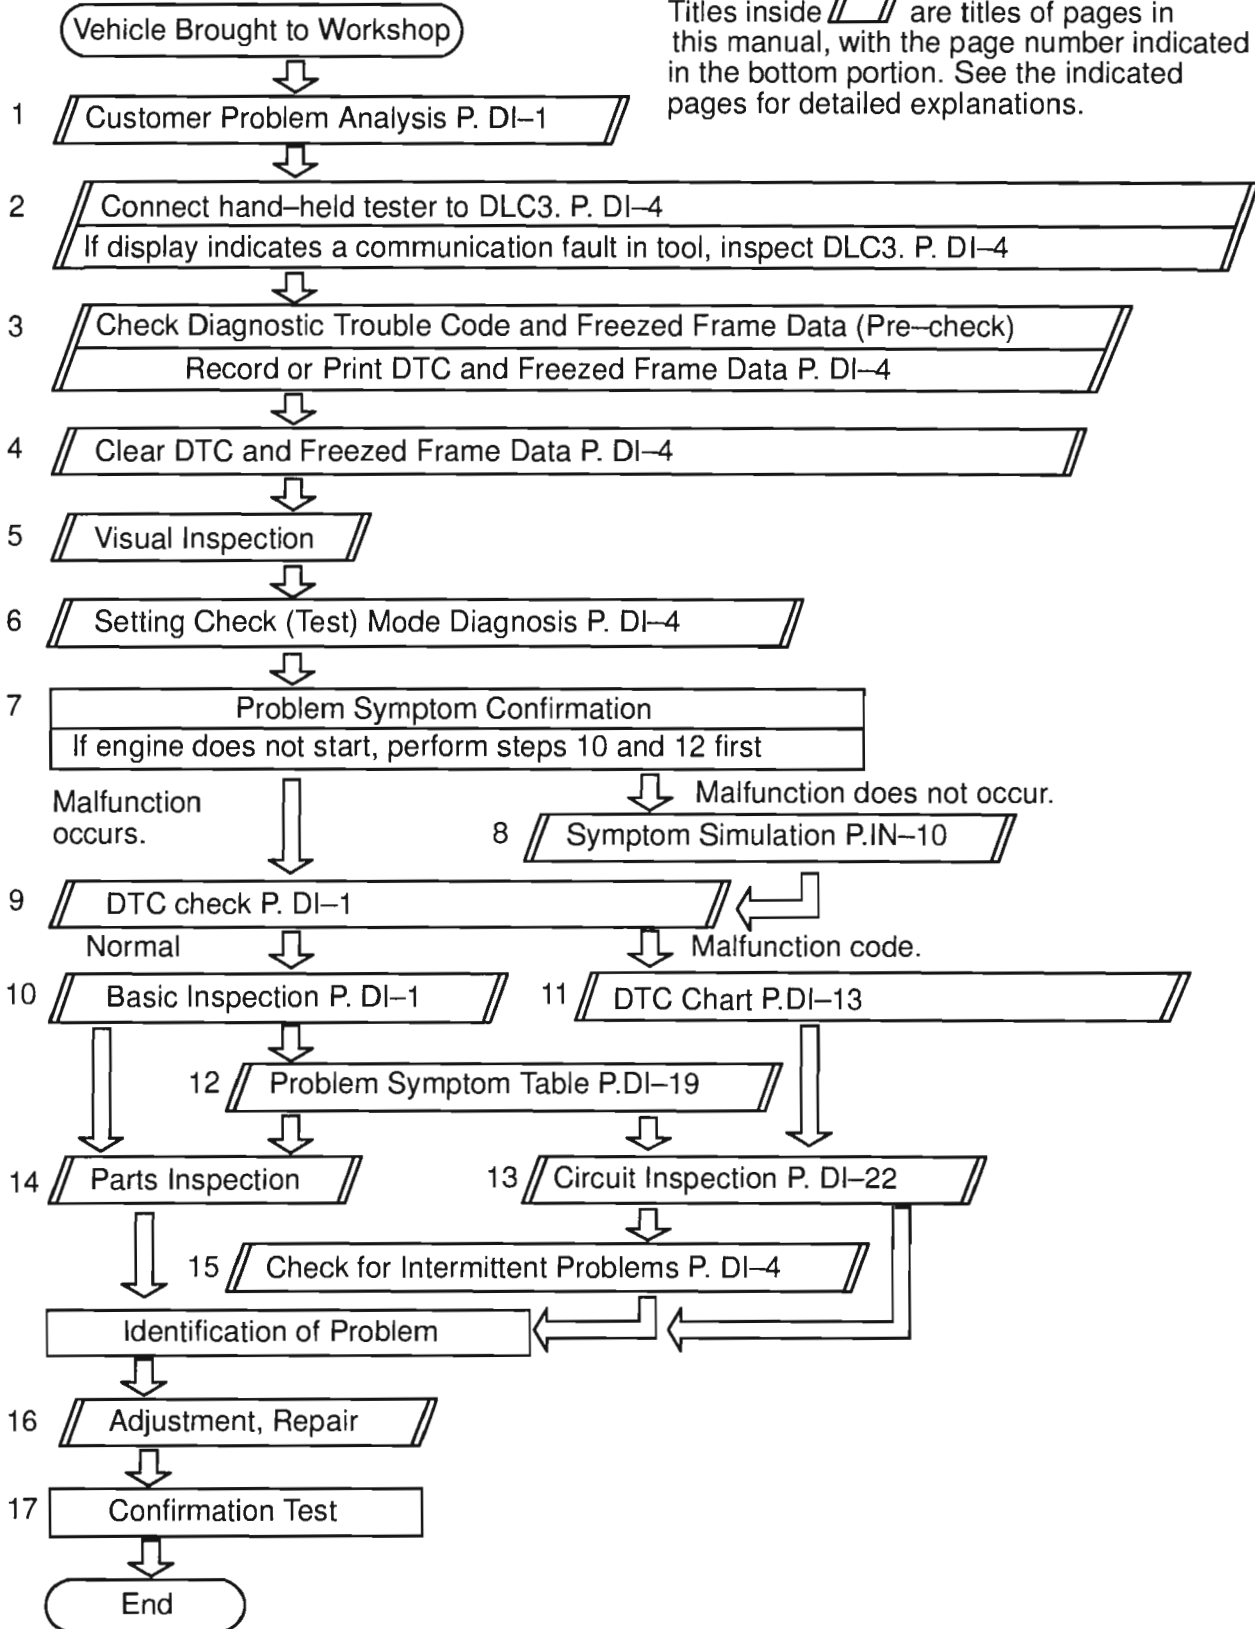 Vehicle Brought to Workshop
Titles inside are titles of pages in
this manual, with the page number indicated
in the bottom portion. See the indicated
pages for detailed explanations.
1 Customer Problem Analysis P. DI–1
2 Connect hand–held tester to DLC3. P. DI–4
If display indicates a communication fault in tool, inspect DLC3. P. DI–4
3 Check Diagnostic Trouble Code and Freezed Frame Data (Pre–check)
Record or Print DTC and Freezed Frame Data P. DI–4
4 Clear DTC and Freezed Frame Data P. DI–4
5 Visual Inspection
6 Setting Check (Test) Mode Diagnosis P. DI–4
7 Problem Symptom Confirmation
If engine does not start, perform steps 10 and 12 first
Malfunction
occurs.
Malfunction does not occur.
8 Symptom Simulation P.IN–10
9 DTC check P. DI–1
Normal
Malfunction code.
10 Basic Inspection P. DI–1
11 DTC Chart P.DI–13
12 Problem Symptom Table P.DI–19
14 Parts Inspection
13 Circuit Inspection P. DI–22
15 Check for Intermittent Problems P. DI–4
Identification of Problem
16 Adjustment, Repair
17 Confirmation Test
End